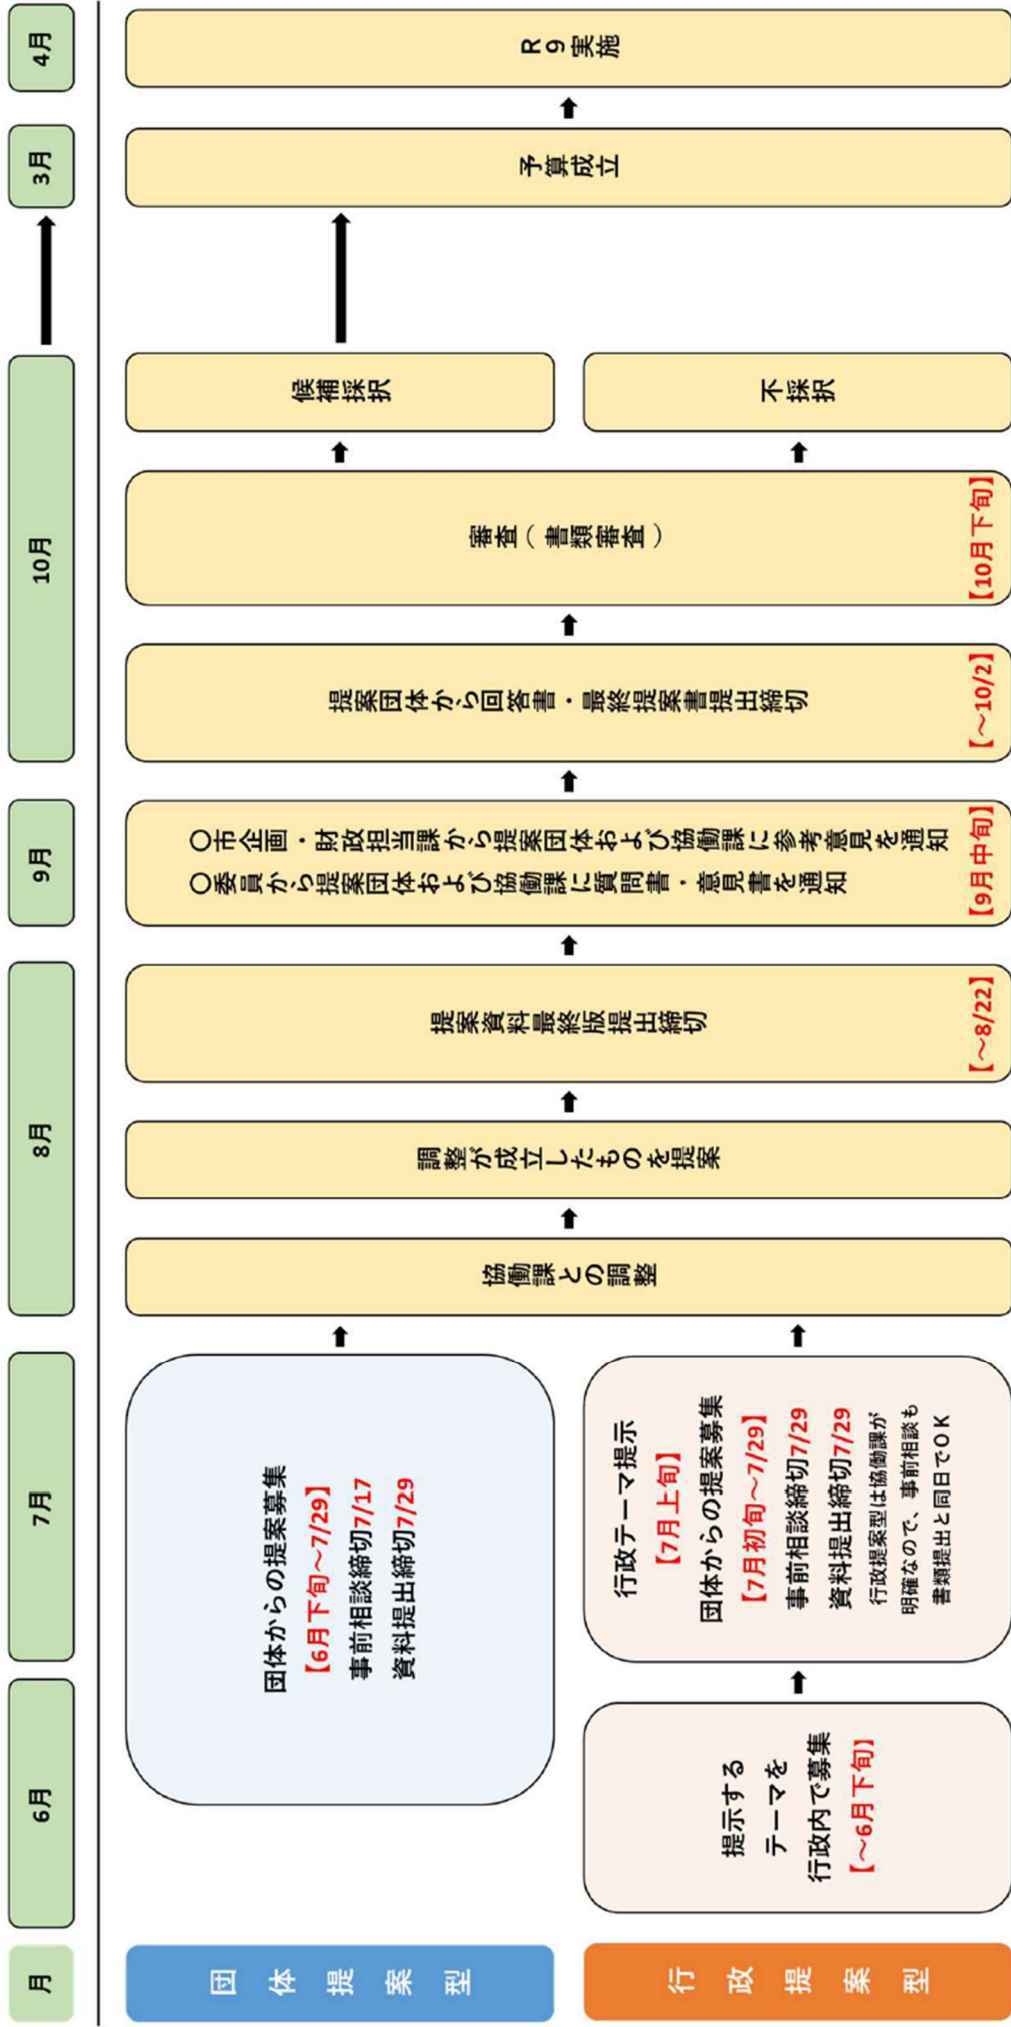 月
6月
7月
8月
9月
10月
3月
4月
団体提案型
団体からの提案募集
【6月下旬～7/29】
事前相談締切7/17
資料提出締切7/29
行政提案型
提示する
テーマを
行政内で募集
【～6月下旬】
行政テーマ提示
【7月上旬】
団体からの提案募集
【7月初旬～7/29】
事前相談締切7/29
資料提出締切7/29
行政提案型は協働課が
明確なので、事前相談も
書類提出と同日でOK
協働課との調整
調整が成立したものを提案
提案資料最終版提出締切
【～8/22】
〇市企画・財政担当課から提案団体および協働課に参考意見を通知
〇委員から提案団体および協働課に質問書・意見書を通知
【9月中旬】
提案団体から回答書・最終提案書提出締切
【～10/2】
審査（書類審査）
【10月下旬】
候補採択
不採択
予算成立
R9実施